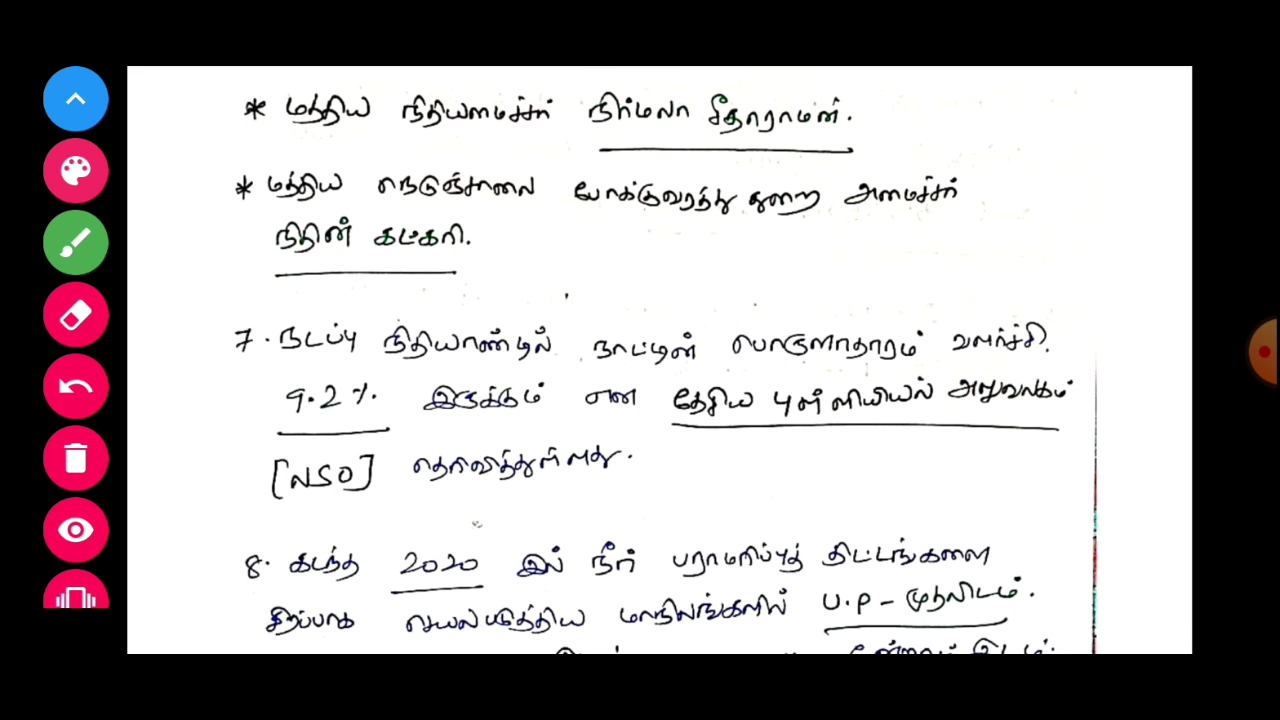 * மத்திய நிதியமைச்சர் நிர்மலா சீதாராமன்.
* மத்திய நெடுஞ்சாலை போக்குவரத்து துறை அமைச்சர்
நிதின் கட்கரி.
7. நடப்பு நிதியாண்டில் நாட்டின் பொருளாதாரம் வளர்ச்சி.
9.2%. இருக்கும் என தேசிய புள்ளியியல் அலுவலகம்
[NSO] தெரிவித்துள்ளது.
8. கடந்த 2020 இல் நீர் பராமரிப்புத் திட்டங்களை
சிறப்பாக செயல்படுத்திய மாநிலங்களில் U.P - முதலிடம்.